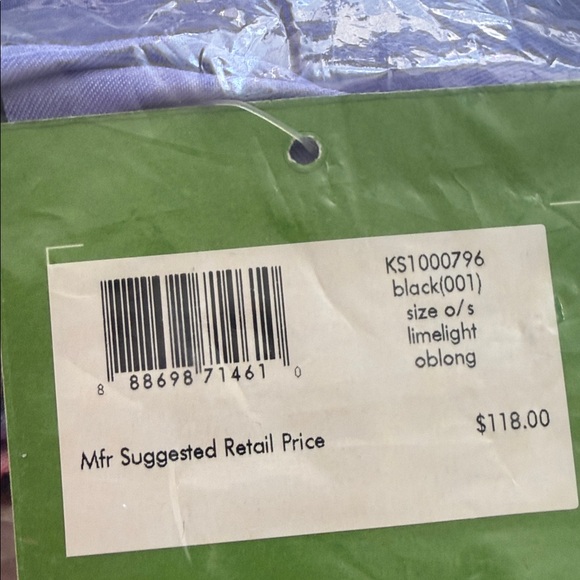 KS1000796
black(001)
size o/s
limelight
oblong
8 88698 71461 0
$118.00
Mfr Suggested Retail Price